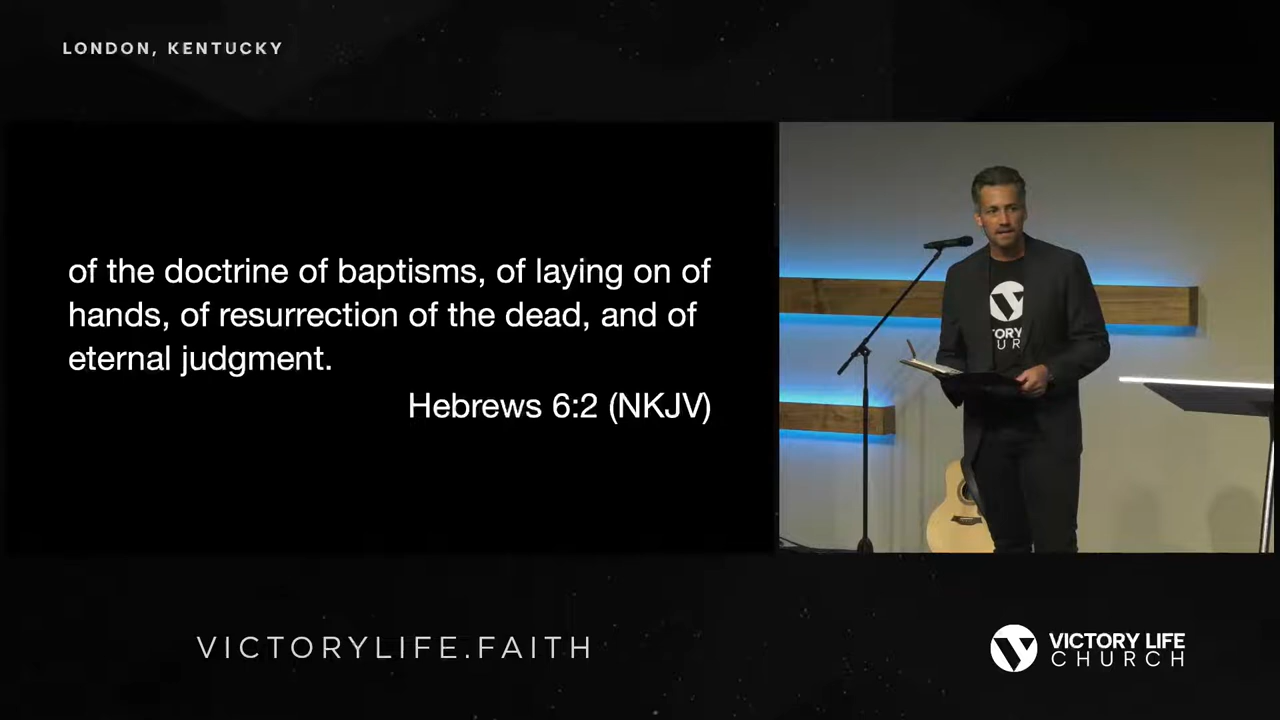 LONDON, KENTUCKY
of the doctrine of baptisms, of laying on of
hands, of resurrection of the dead, and of
eternal judgment.
Hebrews 6:2 (NKJV)
VICTORYLIFE.FAITH
VICTORY LIFE
CHURCH